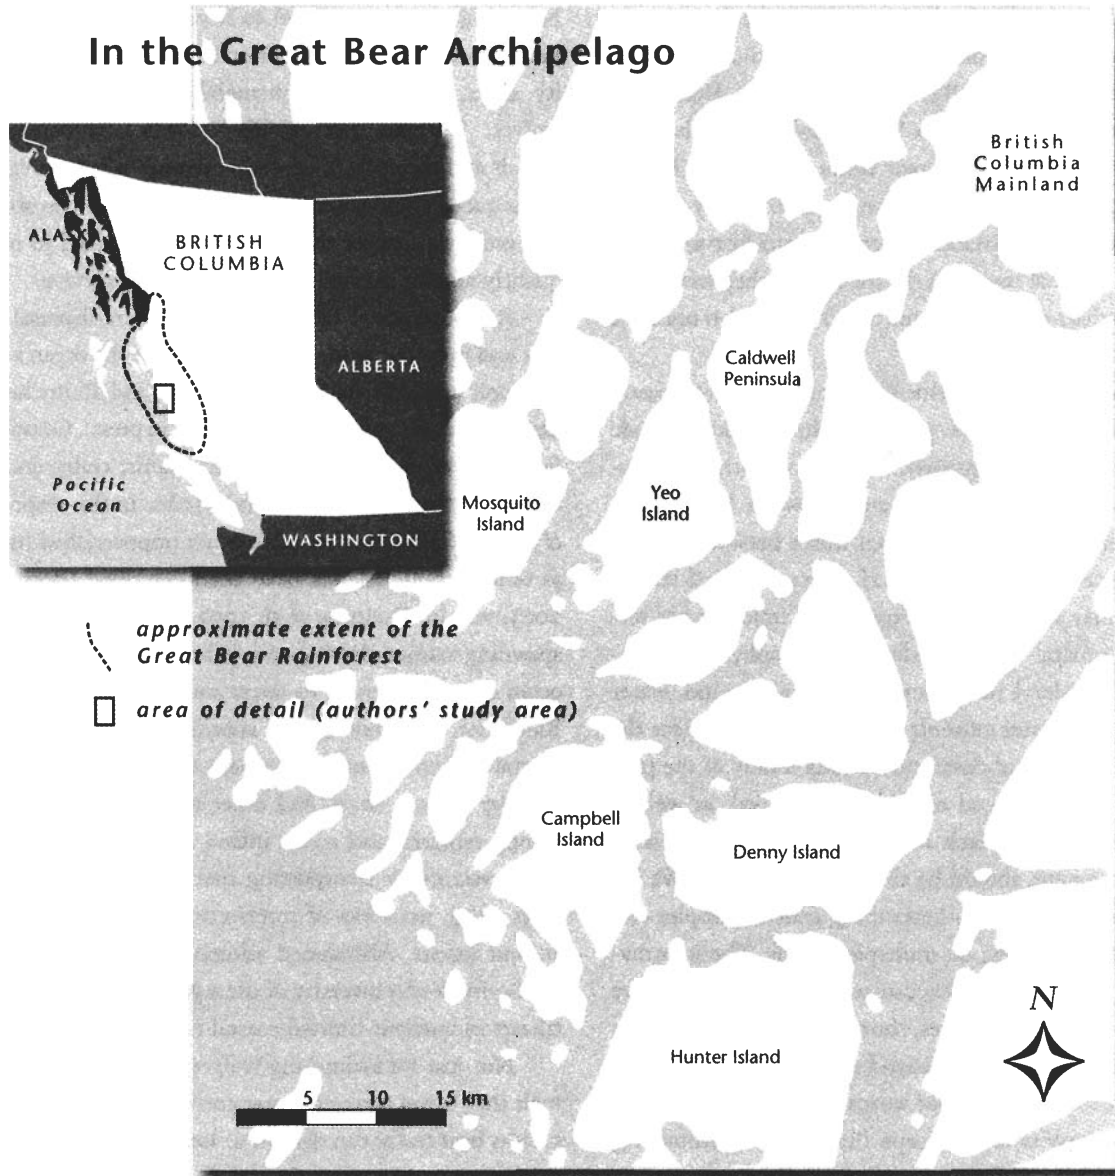 In the Great Bear Archipelago
British
Columbia
Mainland
ALASK
BRITISH
COLUMBIA
ALBERTA
Pacific
Ocean
WASHINGTON
Caldwell
Peninsula
Mosquito
Island
Yeo
Island
approximate extent of the
Great Bear Rainforest
area of detail (authors' study area)
Campbell
Island
Denny Island
Hunter Island
N
5 10 15 km